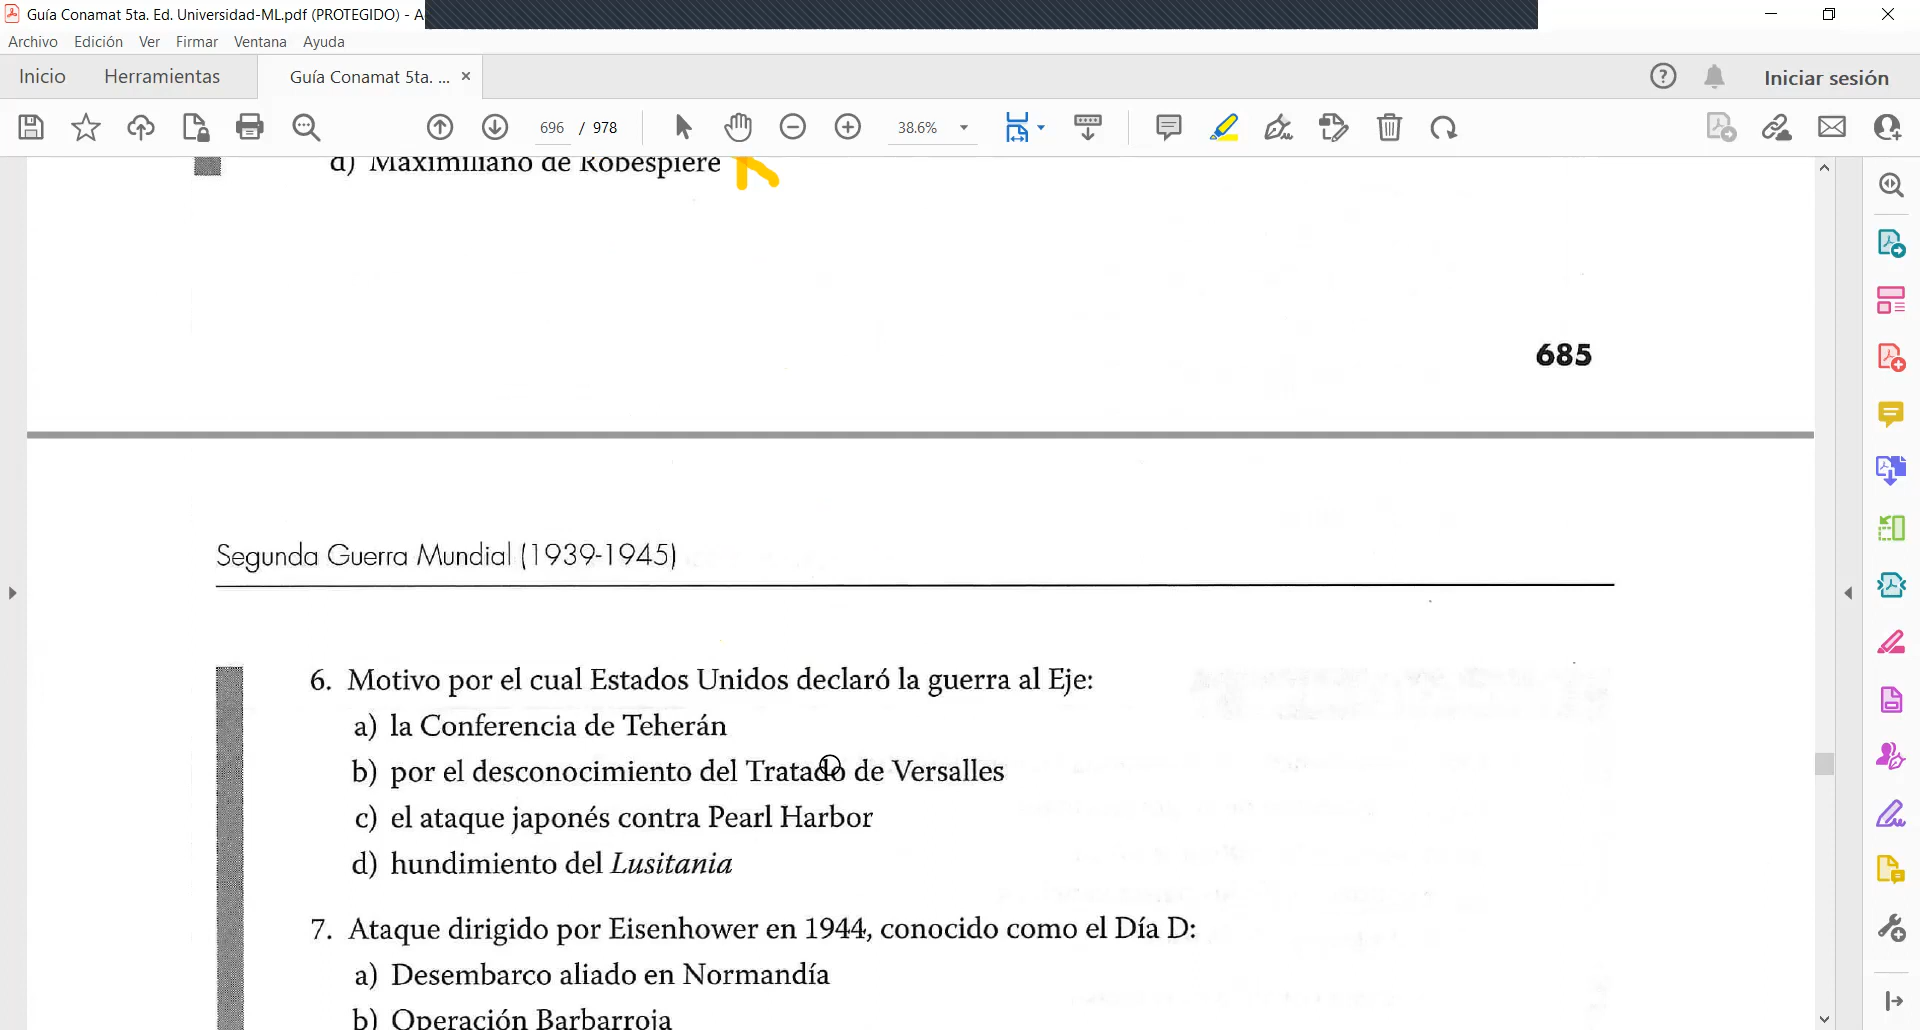 Guía Conamat 5ta. Ed. Universidad-ML.pdf (PROTEGIDO) - A
Archivo Edición Ver Firmar Ventana Ayuda
Inicio Herramientas Guía Conamat 5ta. ... × Iniciar sesión
696 / 978 38.6%
d) Maximiliano de Robespiere
685
Segunda Guerra Mundial (1939-1945)
6. Motivo por el cual Estados Unidos declaró la guerra al Eje:
a) la Conferencia de Teherán
b) por el desconocimiento del Tratado de Versalles
c) el ataque japonés contra Pearl Harbor
d) hundimiento del Lusitania
7. Ataque dirigido por Eisenhower en 1944, conocido como el Día D:
a) Desembarco aliado en Normandía
b) Operación Barbarroja